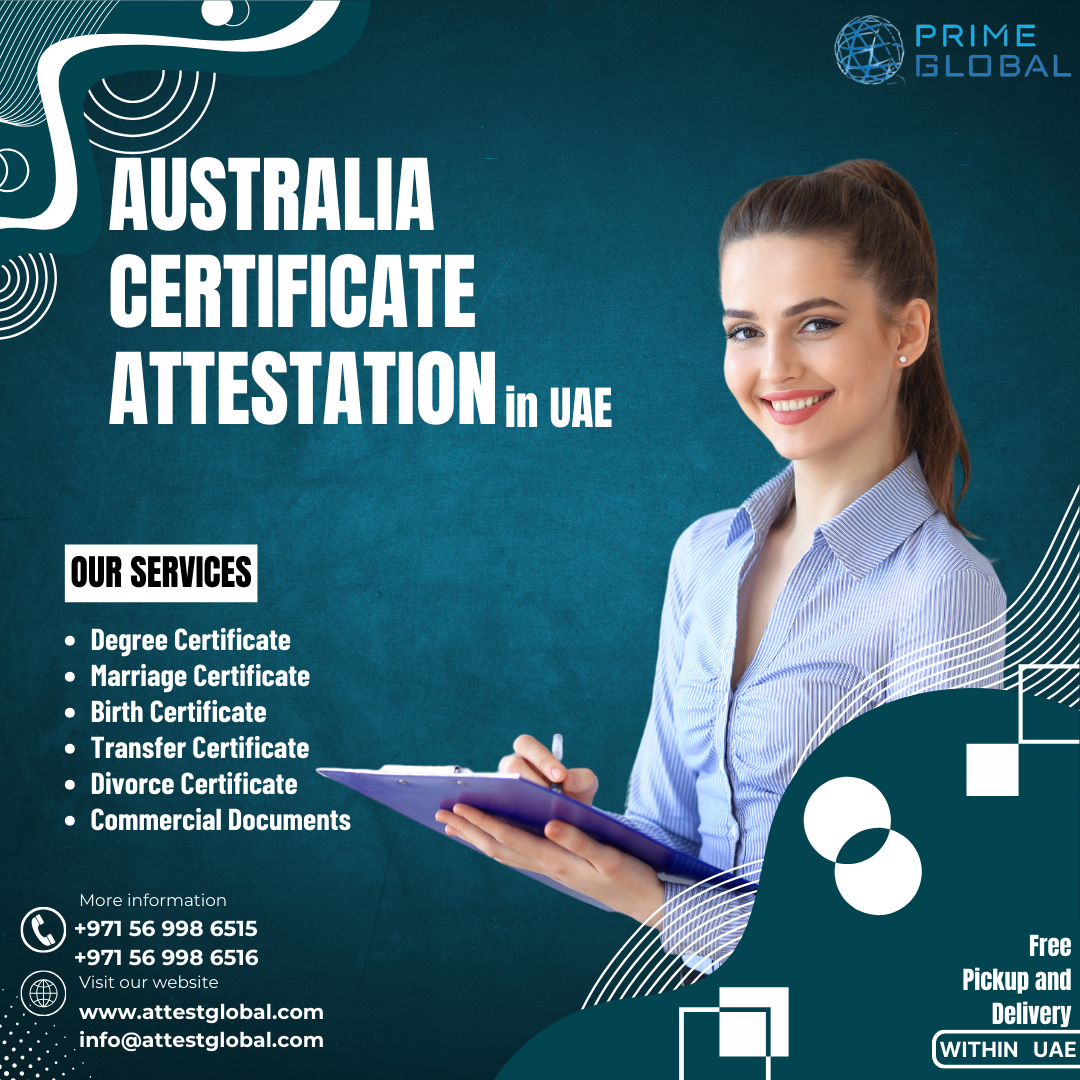 PRIME
GLOBAL
AUSTRALIA
CERTIFICATE
ATTESTATION in UAE
OUR SERVICES
• Degree Certificate
• Marriage Certificate
• Birth Certificate
• Transfer Certificate
• Divorce Certificate
• Commercial Documents
More information
+971 56 998 6515
+971 56 998 6516
Visit our website
www.attestglobal.com
info@attestglobal.com
Free
Pickup and
Delivery
WITHIN UAE